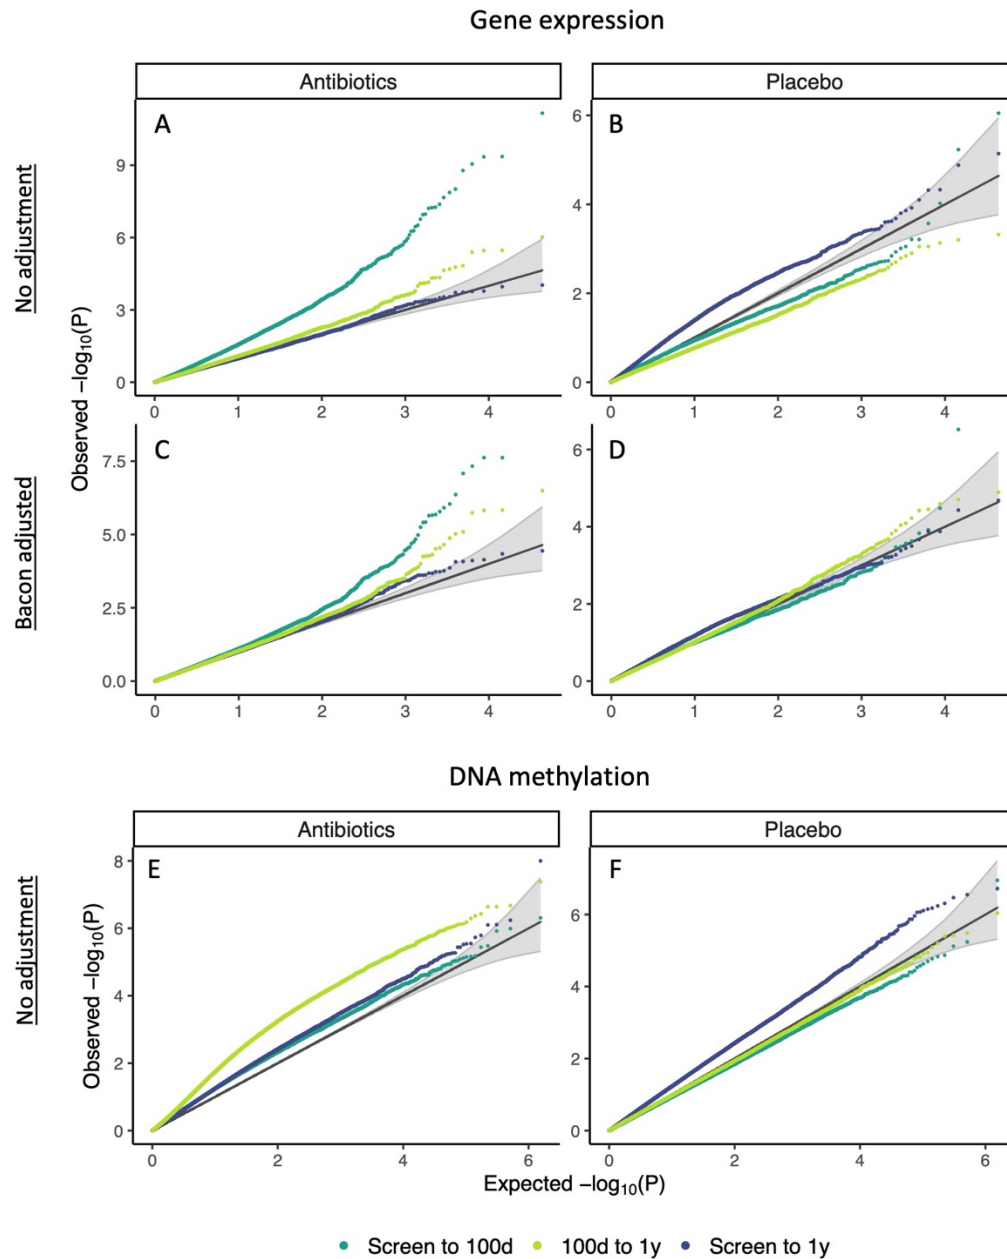 Gene expression
Antibiotics
Placebo
No adjustment
A
9
6
3
0
0
1
2
3
4
B
6
4
2
0
0
1
2
3
4
Observed −log10(P)
Bacon adjusted
C
7.5
5.0
2.5
0.0
0
1
2
3
4
D
6
4
2
0
0
1
2
3
4
DNA methylation
Antibiotics
Placebo
No adjustment
Observed −log10(P)
E
8
6
4
2
0
0
2
4
6
F
6
4
2
0
0
2
4
6
Expected −log10(P)
Screen to 100d
100d to 1y
Screen to 1y